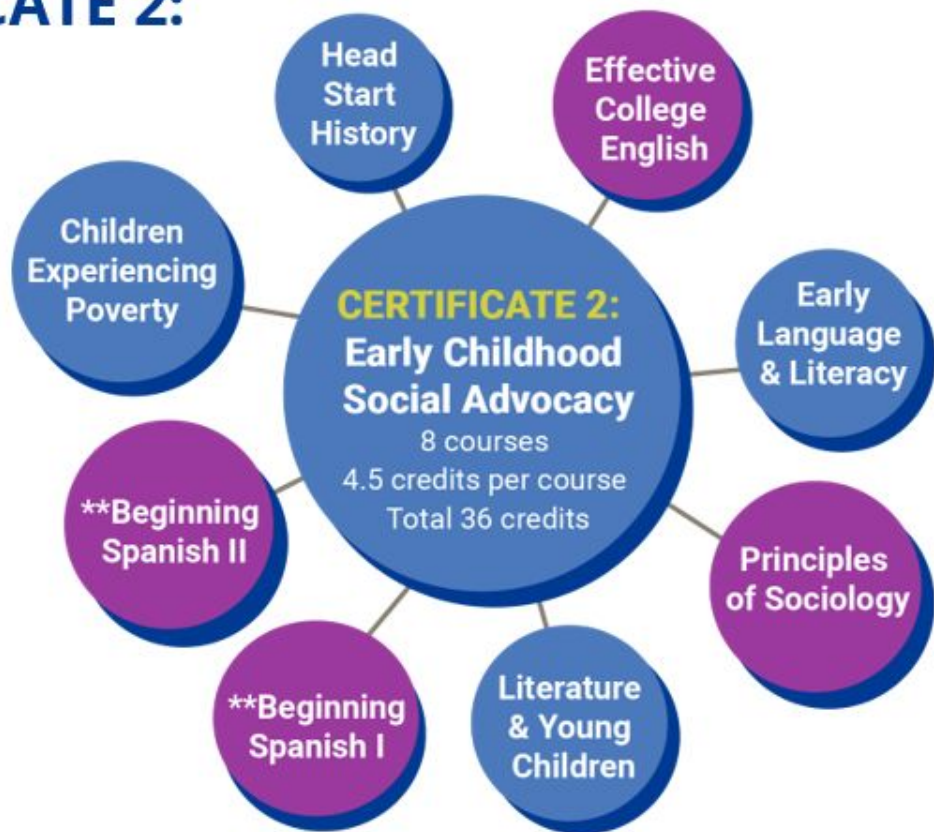 CATE 2:
Head
Start
History
Effective
College
English
Children
Experiencing
Poverty
Early
Language
& Literacy
CERTIFICATE 2:
Early Childhood
Social Advocacy
8 courses
4.5 credits per course
Total 36 credits
**Beginning
Spanish II
Principles
of Sociology
**Beginning
Spanish I
Literature
& Young
Children